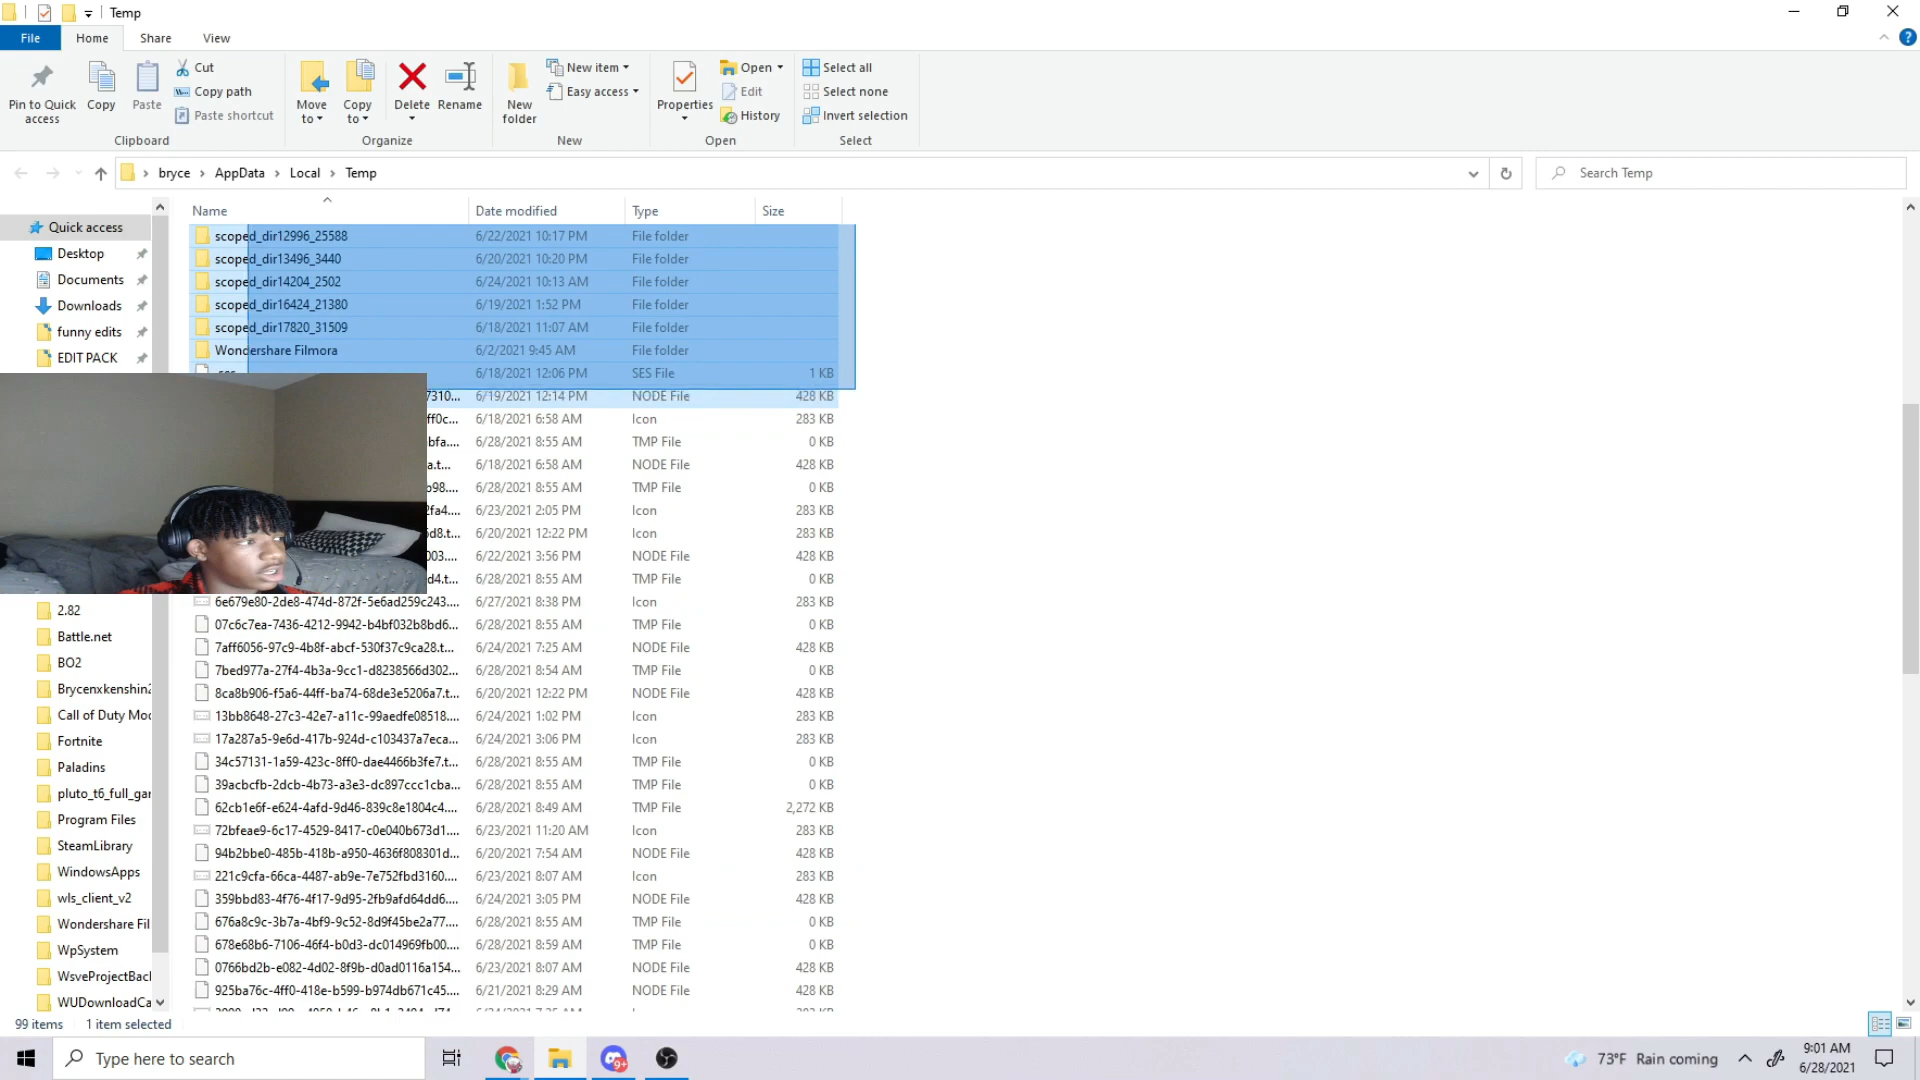 Temp
File Home Share View
Pin to Quick access
Copy
Paste
Cut
Copy path
Paste shortcut
Clipboard
Move to
Copy to
Delete
Rename
Organize
New folder
New item
Easy access
New
Properties
Open
Edit
History
Open
Select all
Select none
Invert selection
Select
bryce > AppData > Local > Temp
Search Temp
Name Date modified Type Size
Quick access
Desktop
Documents
Downloads
funny edits
EDIT PACK
2.82
Battle.net
BO2
Brycenxkenshin2
Call of Duty Moc
Fortnite
Paladins
pluto_t6_full_gar
Program Files
SteamLibrary
WindowsApps
wls_client_v2
Wondershare Fil
WpSystem
WsveProjectBacl
WUDownloadCa
scoped_dir12996_25588 6/22/2021 10:17 PM File folder
scoped_dir13496_3440 6/20/2021 10:20 PM File folder
scoped_dir14204_2502 6/24/2021 10:13 AM File folder
scoped_dir16424_21380 6/19/2021 1:52 PM File folder
scoped_dir17820_31509 6/18/2021 11:07 AM File folder
Wondershare Filmora 6/2/2021 9:45 AM File folder
6/18/2021 12:06 PM SES File 1 KB
7310... 6/19/2021 12:14 PM NODE File 428 KB
ff0c... 6/18/2021 6:58 AM Icon 283 KB
bfa.... 6/28/2021 8:55 AM TMP File 0 KB
a.t... 6/18/2021 6:58 AM NODE File 428 KB
b98.... 6/28/2021 8:55 AM TMP File 0 KB
2fa4.... 6/23/2021 2:05 PM Icon 283 KB
5d8.t... 6/20/2021 12:22 PM Icon 283 KB
003.... 6/22/2021 3:56 PM NODE File 428 KB
d4.t... 6/28/2021 8:55 AM TMP File 0 KB
6e679e80-2de8-474d-872f-5e6ad259c243.... 6/27/2021 8:38 PM Icon 283 KB
07c6c7ea-7436-4212-9942-b4bf032b8bd6... 6/28/2021 8:55 AM TMP File 0 KB
7aff6056-97c9-4b8f-abcf-530f37c9ca28.t... 6/24/2021 7:25 AM NODE File 428 KB
7bed977a-27f4-4b3a-9cc1-d8238566d302... 6/28/2021 8:54 AM TMP File 0 KB
8ca8b906-f5a6-44ff-ba74-68de3e5206a7.t... 6/20/2021 12:22 PM NODE File 428 KB
13bb8648-27c3-42e7-a11c-99aedfe08518.... 6/24/2021 1:02 PM Icon 283 KB
17a287a5-9e6d-417b-924d-c103437a7eca... 6/24/2021 3:06 PM Icon 283 KB
34c57131-1a59-423c-8ff0-dae4466b3fe7.t... 6/28/2021 8:55 AM TMP File 0 KB
39acbcfb-2dcb-4b73-a3e3-dc897ccc1cba... 6/28/2021 8:55 AM TMP File 0 KB
62cb1e6f-e624-4afd-9d46-839c8e1804c4.... 6/28/2021 8:49 AM TMP File 2,272 KB
72bfeae9-6c17-4529-8417-c0e040b673d1.... 6/23/2021 11:20 AM Icon 283 KB
94b2bbe0-485b-418b-a950-4636f808301d... 6/20/2021 7:54 AM NODE File 428 KB
221c9cfa-66ca-4487-ab9e-7e752fbd3160.... 6/23/2021 8:07 AM Icon 283 KB
359bbd83-4f76-4f17-9d95-2fb9afd64dd6.... 6/24/2021 3:05 PM NODE File 428 KB
676a8c9c-3b7a-4bf9-9c52-8d9f45be2a77.... 6/28/2021 8:55 AM TMP File 0 KB
678e68b6-7106-46f4-b0d3-dc014969fb00.... 6/28/2021 8:59 AM TMP File 0 KB
0766bd2b-e082-4d02-8f9b-d0ad0116a154... 6/23/2021 8:07 AM NODE File 428 KB
925ba76c-4ff0-418e-b599-b974db671c45.... 6/21/2021 8:29 AM NODE File 428 KB
99 items 1 item selected
Type here to search
9+
73°F Rain coming
9:01 AM
6/28/2021